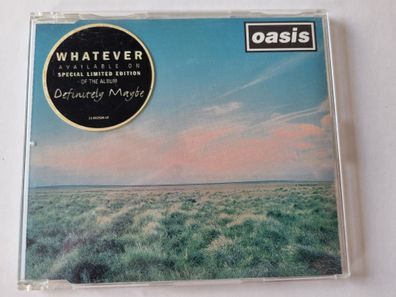 WHATEVER
AVAILABLE ON
SPECIAL LIMITED EDITION
OF THE ALBUM
Definitely Maybe
oasis